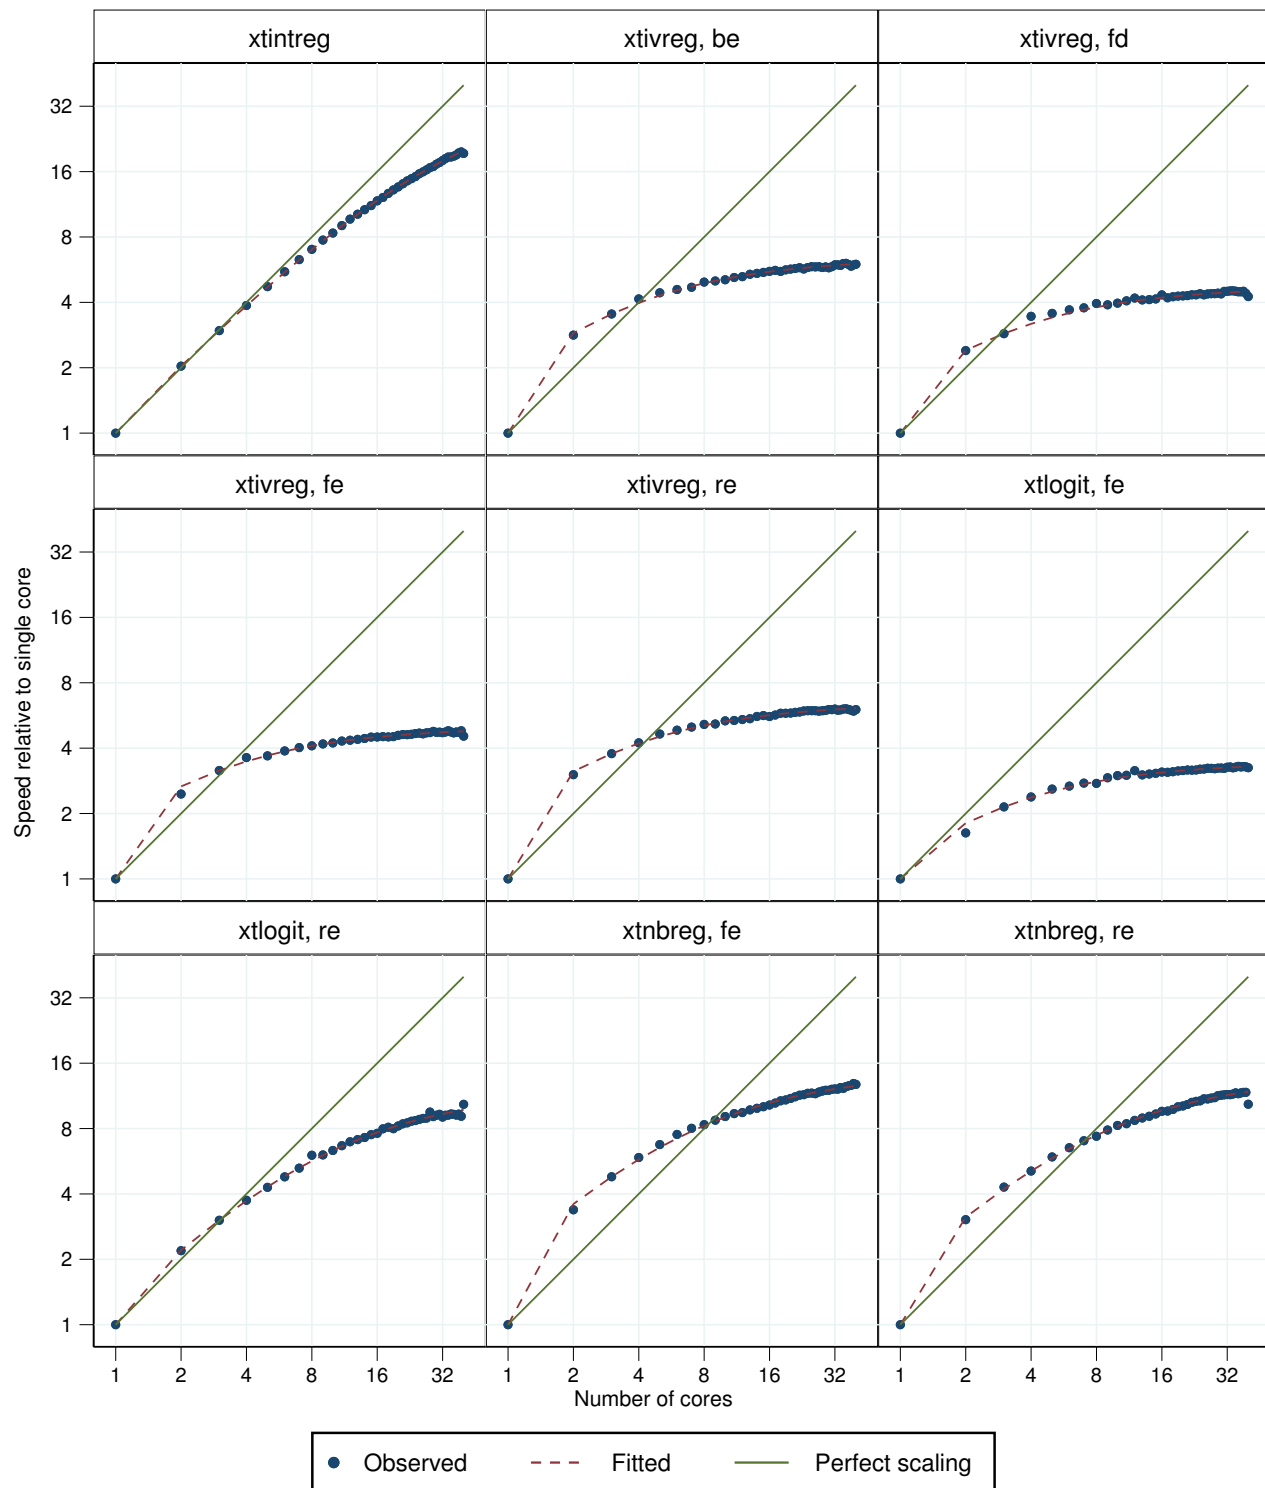 xtintreg
xtivreg, be
xtivreg, fd
32
16
8
4
2
1
xtivreg, fe
xtivreg, re
xtlogit, fe
Speed relative to single core
32
16
8
4
2
1
xtlogit, re
xtnbreg, fe
xtnbreg, re
32
16
8
4
2
1
1 2 4 8 16 32
1 2 4 8 16 32
1 2 4 8 16 32
Number of cores
Observed
Fitted
Perfect scaling